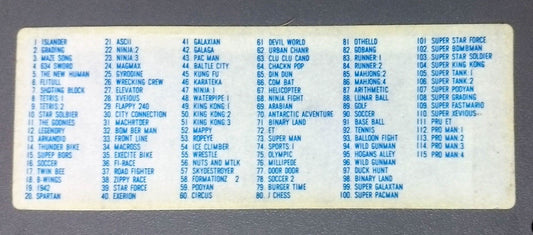 1 ISLANDER
2 GRADING
3 MAZE SONG
4 634 SWORD
5 THE NEW HUMAN
6 FLITULL
7 SHOTING BLOCK
8 TETRIS 1
9 TETRIS:2
10 STAR SOLDIER
11 THE GOONIES
12 LEGENDRY
13 ARKANDID
14 THUNDER BIKE
15 SUPER BORS
16 SOCCER
17 TWIN BEE
18 B-WINGS
19 1942
20 SPARTAN
21 ASCII
22 NINJA:2
23 NINJA:3
24 MAGMAX
25 GYRODINE
26 WRECKING CREW
27 ELEVATOR
28 XVEIOUS
29 FLAPPY 240
30 CITY CONNECTION
31 MACHRTDER
32 BOM BER MAN
33 FRONT LINE
34 MACROSS
35 EXECITE BIKE
36 F1-RACE
37 ROAD FIGHTER
38 ZIPPY RACE
39 STAR FORCE
40 EXERION
41 GALAXIAN
42 GALAGA
43 PAC MAN
44 BALTLE CITY
45 KUNG FU
46 KARATEKA
47 NINJA:1
48 WATERPIPE 1
49 KING KONG:1
50 KING KONG:2
51 KING KONG:3
52 MAPPY
53 ROPEYE
54 ICE CLIMBER
55 WRESTLE
56 NUTS AND MTLK
57 SKYDESTROYER
58 FORMATIONZ 2
59 POOYAN
60 CIRCUS
61 DEVIL WORLD
62 URBAN CHANR
63 CLU CLU CAND
64 CHACKN POP
65 DIN DUN
66 COM BAT
67 HELICOPTER
68 NINJA FIGHT
69 ARABIAN
70 ANTARCTIC ADVENTURE
71 BINARY LIGHT
72 ET
73 SUPER MAN
74 SPORTS:1
75 OLYMPIC
76 MILLIPEDE
77 DOOR DOOR
78 SOCCER 2
79 BURGER TIME
80 J CHESS
81 OTHELLO
82 GOBANG
83 RUNNER:1
84 RUNNER:2
85 MAHJONG:2
86 MAHJONG:4
87 ARITHMETIC
88 LUNAR BALL
89 GOLF
90 SOCCER
91 BASE BALL
92 TENNIS
93 BALLOON FIGHT
94 WILD GUNMAN
95 HOGANS ALLEY
96 WILD GUNMAN
97 DUCK HUNT
98 BINARY LAND
99 SUPER GALAXTAN
100 SUPER PACMAN
101 SUPER STAR FORCE
102 SUPER BOMBMAN
103 SUPER STAR SOLDIER
104 SUPER KING KONG
105 SUPER TANK:1
106 SUPER TANK:2
107 SUPER POOYAN
108 SUPER GRADING
109 SUPER FASTMARIO
110 SUPER XEVIOUS
111 PRU ET
112 PRO MAN:1
113 PRO MAN:2
114 PRO MAN:3
115 PRO MAN:4